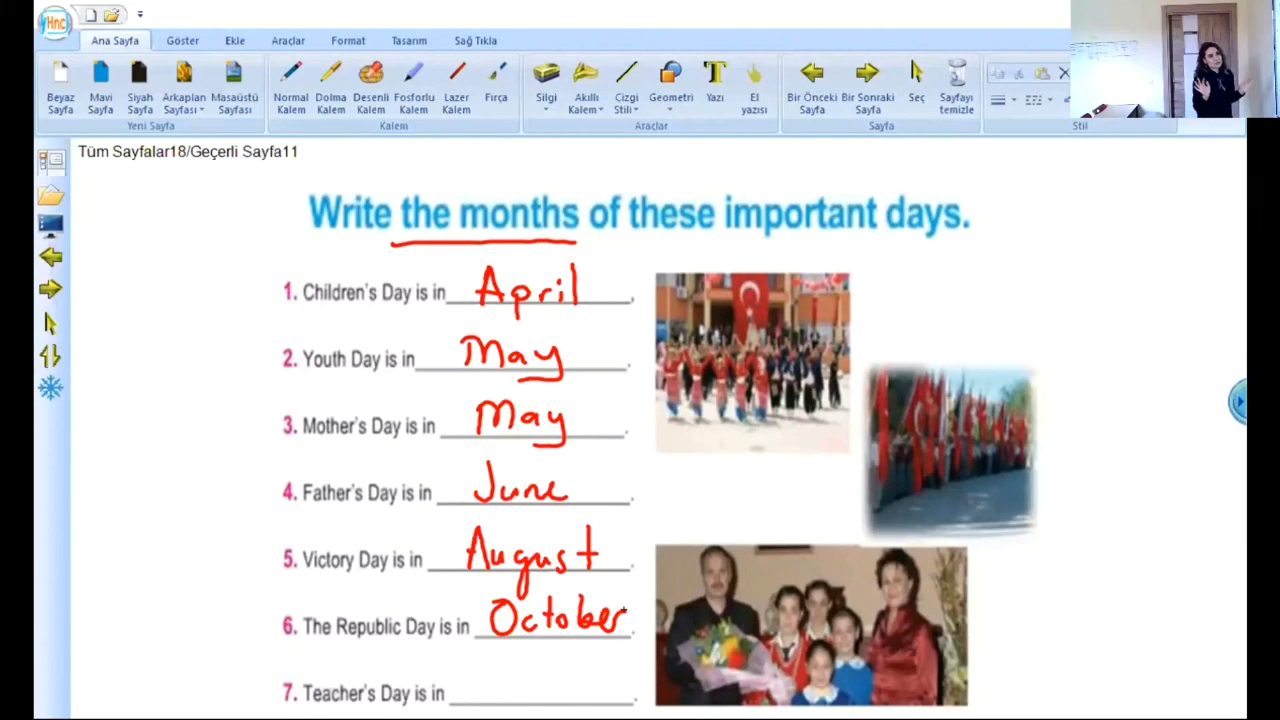 Hnc
Ana Sayfa Göster Ekle Araçlar Format Tasarım Sağ Tıkla
Beyaz Sayfa Mavi Sayfa Siyah Sayfa Arkaplan Sayfası Masaüstü Sayfa Normal Kalem Dolma Kalem Desenli Kalem Fosforlu Kalem Lazer Kalem Fırça Silgi Akıllı Kalem Çizgi Stili Geometri Yazı El yazısı Bir Önceki Sayfa Bir Sonraki Sayfa Seç Sayfayı temizle
Yeni Sayfa Kalem Araçlar Sayfa Stil
Tüm Sayfalar18/Geçerli Sayfa11
Write the months of these important days.
1. Children's Day is in April.
2. Youth Day is in May.
3. Mother's Day is in May.
4. Father's Day is in June.
5. Victory Day is in August.
6. The Republic Day is in October.
7. Teacher's Day is in ____________.